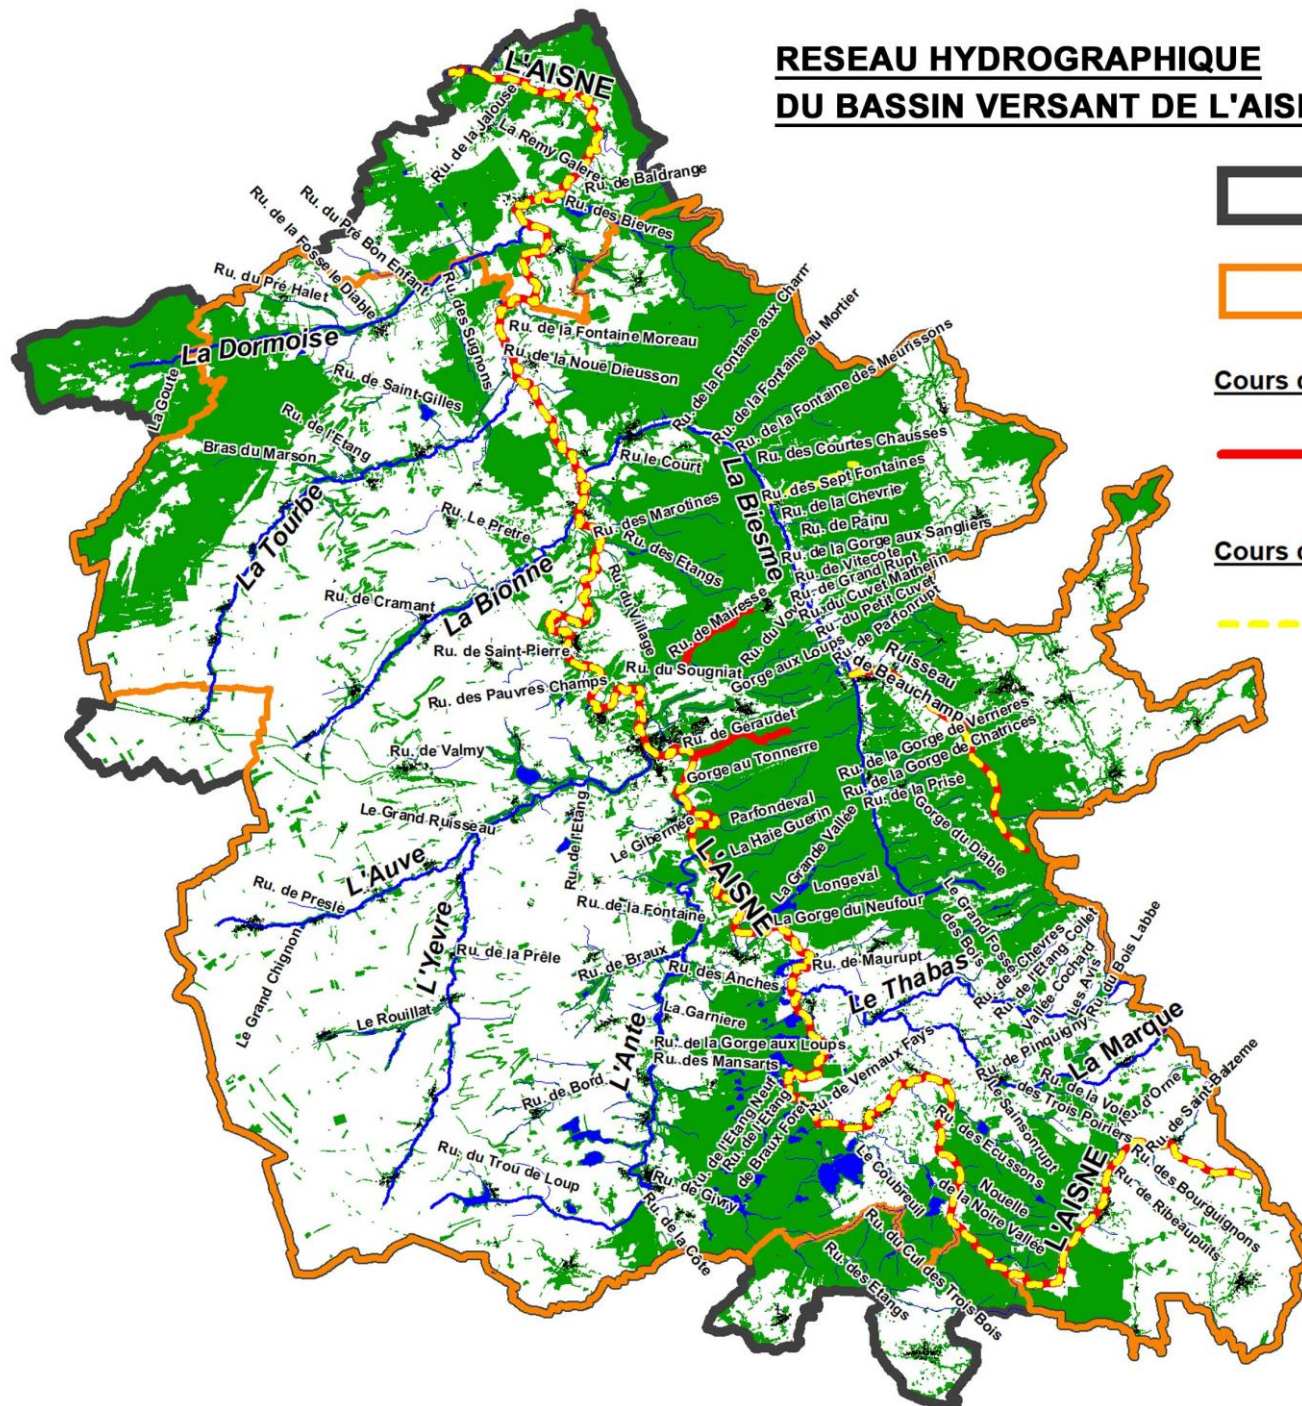 RESEAU HYDROGRAPHIQUE
DU BASSIN VERSANT DE L'AIS
L'AISNE
Ru. de la Jalouse
La Remy Galere
Ru. de Baldrange
Ru. des Bievres
Ru. du Pré Bon Enfant
Ru. de la Fosse le Diable
Ru. du Pré Halet
La Dormoise
La Goute
Ru. des Sugnons
Ru. de la Fontaine Moreau
Ru. de la Noue Dieusson
Ru. de Saint-Gilles
Ru. de l'Etang
Bras du Marson
La Tourbe
Ru. de la Fontaine aux Charm
Ru. de la Fontaine au Mortier
Ru. de la Fontaine des Meurissons
Cours
Ru. des Courtes Chausses
Ru le Court
La Biesme
Ru. des Sept Fontaines
Ru. de la Chevrie
Ru. de Pairu
Ru. de la Gorge aux Sangliers
Ru. de Vitecote
Ru. de Grand Rupt
Ru. du Cuvet Mathelin
Ru. du Petit Cuvet
Ru. de Parfonrupt
Cours
Ru. Le Pretre
Ru. des Marotines
Ru. des Etangs
Ru. du Village
La Bionne
Ru. de Cramant
Ru. de Mairesse
Ru. de Saint-Pierre
Ru. du Sougniat
Gorge aux Loups
Ruisseau
de Beauchamp
Ru. des Pauvres Champs
Ru. de Géraudet
Gorge au Tonnerre
Ru. de Valmy
Ru. de la Gorge de Verrieres
Ru. de la Gorge de Chatrices
Ru. de la Prise
Gorge du Diable
Le Grand Ruisseau
Ru. de l'Etang
Le Gibermée
Parfondeval
La Haie Guerin
L'AISNE
La Grande Vallée
L'Auve
Ru. de Presle
Longeval
La Gorge du Neufour
Le Grand Fossé
des Bois
Le Grand Chignon
L'Yevre
Ru. de la Fontaine
Ru. de la Prêle
Ru. de Braux
Ru. des Anches
Ru. de Maurupt
Le Thabas
Ru. des Chevres
Ru. de l'Etang Collet
Vallée Cochard
Les Avis
Ru. du Bois Labbe
Le Rouillat
La Garniere
L'Ante
Ru. de la Gorge aux Loups
Ru. des Mansarts
Ru. de Vernaux Fays
Ru. de Pinquigny
La Marque
Ru. de la Voie
Ru. d'Orne
Ru. de Saint-Balzeme
des Trois Poiriers
Le Sainsonrupt
Ru. de Bord
Ru. de l'Etang Neuf
Ru. de l'Etang
de Braux Foret
Ru. des Ecussons
Nouelle
de la Noire Vallée
Le Coubreuil
L'AISNE
Ru. des Bourguignons
Ru. de Ribeaupuits
Ru. du Trou de Loup
Ru. de Givry
Ru. de la Côte
Ru. du Cul des Trois Bois
Ru. des Etangs